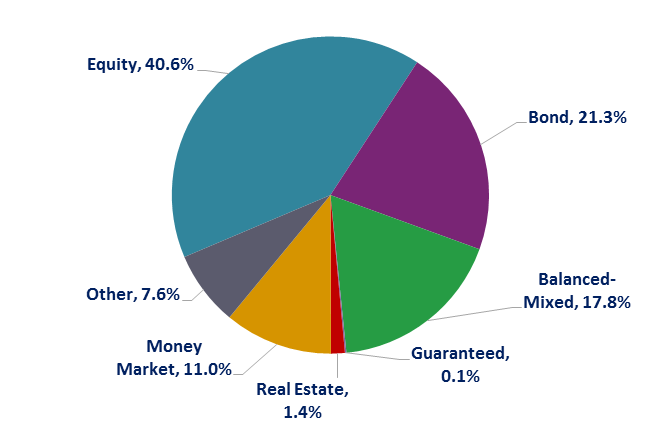 Equity, 40.6%
Bond, 21.3%
Balanced-
Mixed, 17.8%
Guaranteed,
0.1%
Real Estate,
1.4%
Money
Market, 11.0%
Other, 7.6%